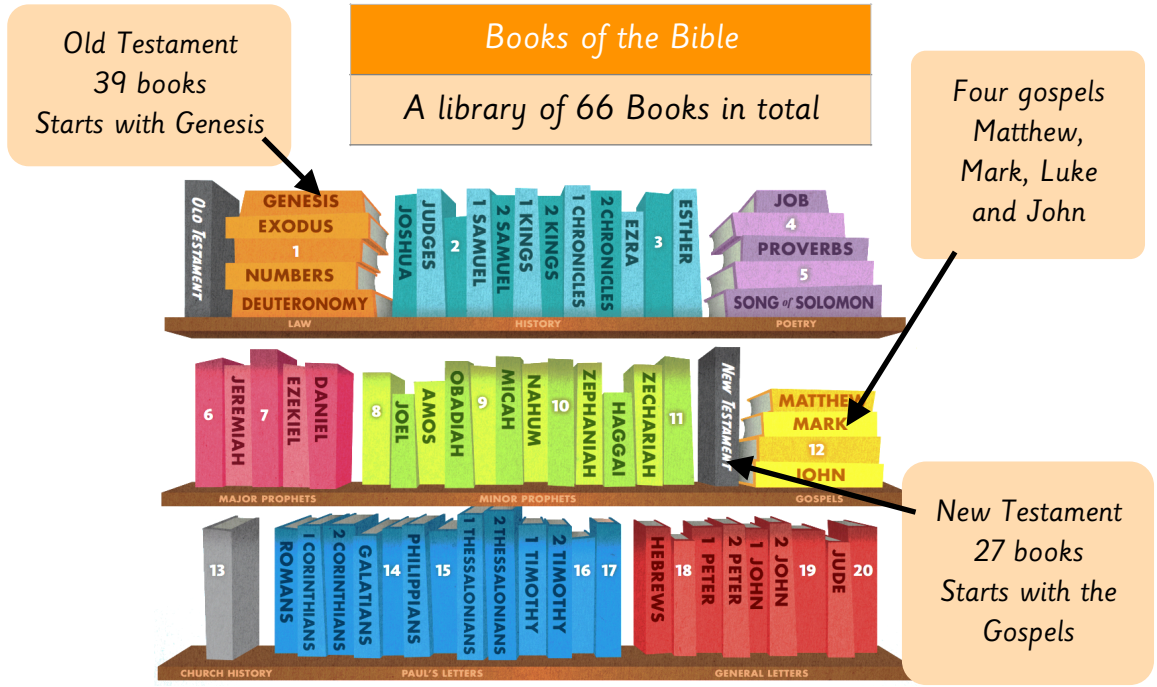 Books of the Bible
A library of 66 Books in total
Old Testament
39 books
Starts with Genesis
Four gospels
Matthew,
Mark, Luke
and John
OLD TESTAMENT
GENESIS
EXODUS
1
NUMBERS
DEUTERONOMY
JOSHUA
JUDGES
2
1 SAMUEL
2 SAMUEL
1 KINGS
2 KINGS
1 CHRONICLES
2 CHRONICLES
EZRA
3
ESTHER
JOB
4
PROVERBS
5
SONG of SOLOMON
LAW
HISTORY
POETRY
6
JEREMIAH
7
EZEKIEL
DANIEL
8
JOEL
AMOS
OBADIAH
9
MICAH
NAHUM
10
ZEPHANIAH
HAGGAI
ZECHARIAH
11
NEW TESTAMENT
MATTHEW
MARK
12
JOHN
MAJOR PROPHETS
MINOR PROPHETS
GOSPELS
New Testament
27 books
Starts with the
Gospels
13
ROMANS
1 CORINTHIANS
2 CORINTHIANS
GALATIANS
14
PHILIPPIANS
15
1 THESSALONIANS
2 THESSALONIANS
1 TIMOTHY
2 TIMOTHY
16
17
HEBREWS
18
1 PETER
2 PETER
1 JOHN
2 JOHN
19
JUDE
20
CHURCH HISTORY
PAUL'S LETTERS
GENERAL LETTERS